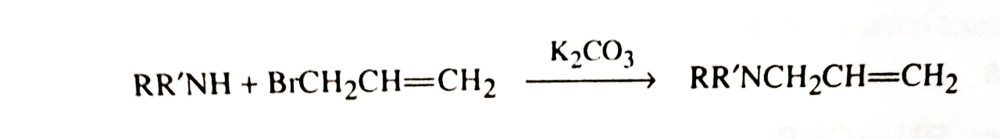 K₂CO₃
RR′NH + BrCH₂CH=CH₂ ⟶ RR′NCH₂CH=CH₂